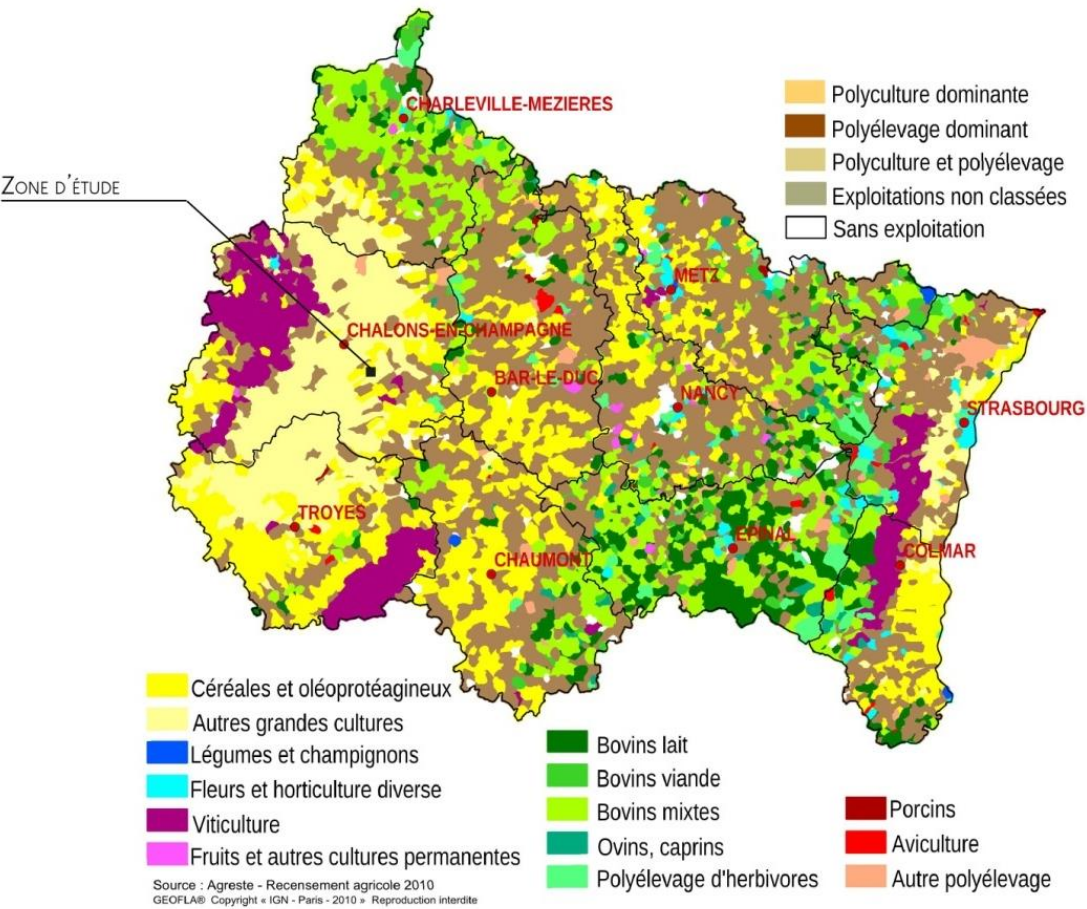 CHARLEVILLE-MEZIERES
Polyculture dominante
Polyélevage dominant
Polyculture et polyélevage
Exploitations non classées
Sans exploitation
ZONE D'ÉTUDE
METZ
CHALONS-EN-CHAMPAGNE
BAR-LE-DUC
NANCY
STRASBOURG
TROYES
EPINAL
CHAUMONT
COLMAR
Céréales et oléoprotéagineux
Autres grandes cultures
Légumes et champignons
Fleurs et horticulture diverse
Viticulture
Fruits et autres cultures permanentes
Bovins lait
Bovins viande
Bovins mixtes
Ovins, caprins
Polyélevage d'herbivores
Porcins
Aviculture
Autre polyélevage
Source : Agreste - Recensement agricole 2010
GEOFLA® Copyright « IGN - Paris - 2010 » Reproduction interdite